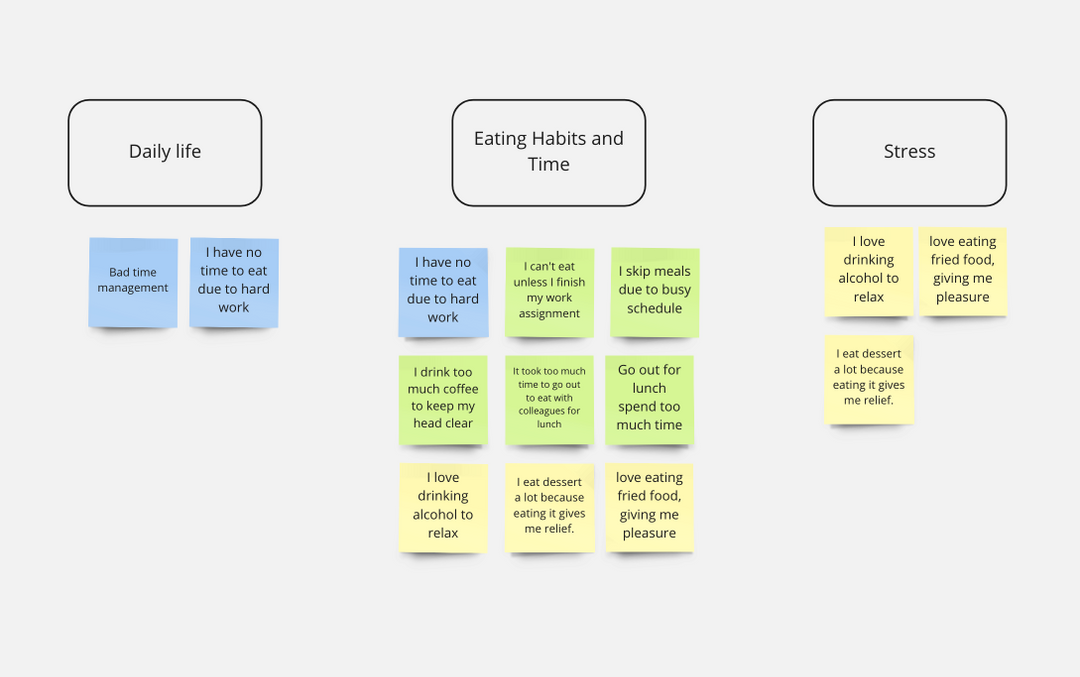 Daily life
Eating Habits and
Time
Stress
Bad time
management
I have no
time to eat
due to hard
work
I have no
time to eat
due to hard
work
I can't eat
unless I finish
my work
assignment
I skip meals
due to busy
schedule
I drink too
much coffee
to keep my
head clear
It took too much
time to go out
to eat with
colleagues for
lunch
Go out for
lunch
spend too
much time
I love
drinking
alcohol to
relax
I eat dessert
a lot because
eating it gives
me relief.
love eating
fried food,
giving me
pleasure
I love
drinking
alcohol to
relax
love eating
fried food,
giving me
pleasure
I eat dessert
a lot because
eating it gives
me relief.